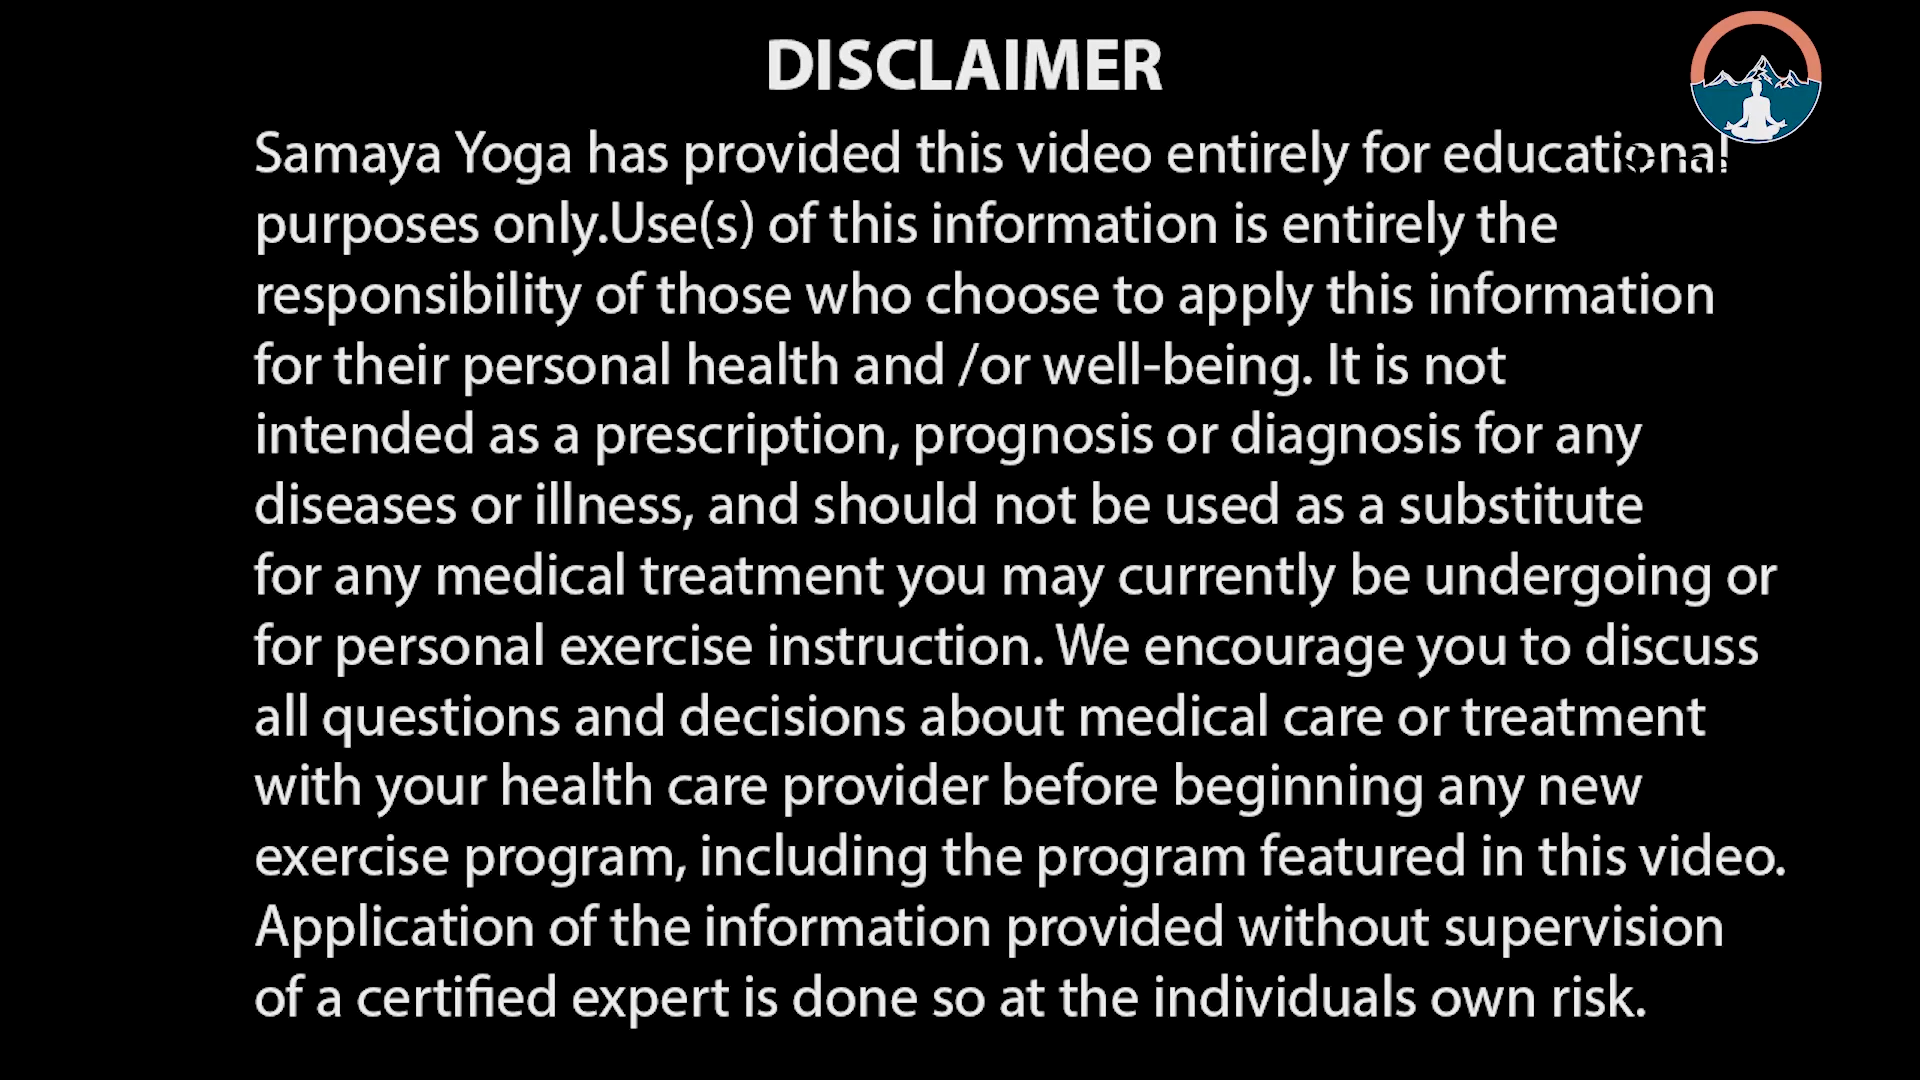 DISCLAIMER
Samaya Yoga has provided this video entirely for educational
purposes only.Use(s) of this information is entirely the
responsibility of those who choose to apply this information
for their personal health and /or well-being. It is not
intended as a prescription, prognosis or diagnosis for any
diseases or illness, and should not be used as a substitute
for any medical treatment you may currently be undergoing or
for personal exercise instruction. We encourage you to discuss
all questions and decisions about medical care or treatment
with your health care provider before beginning any new
exercise program, including the program featured in this video.
Application of the information provided without supervision
of a certified expert is done so at the individuals own risk.